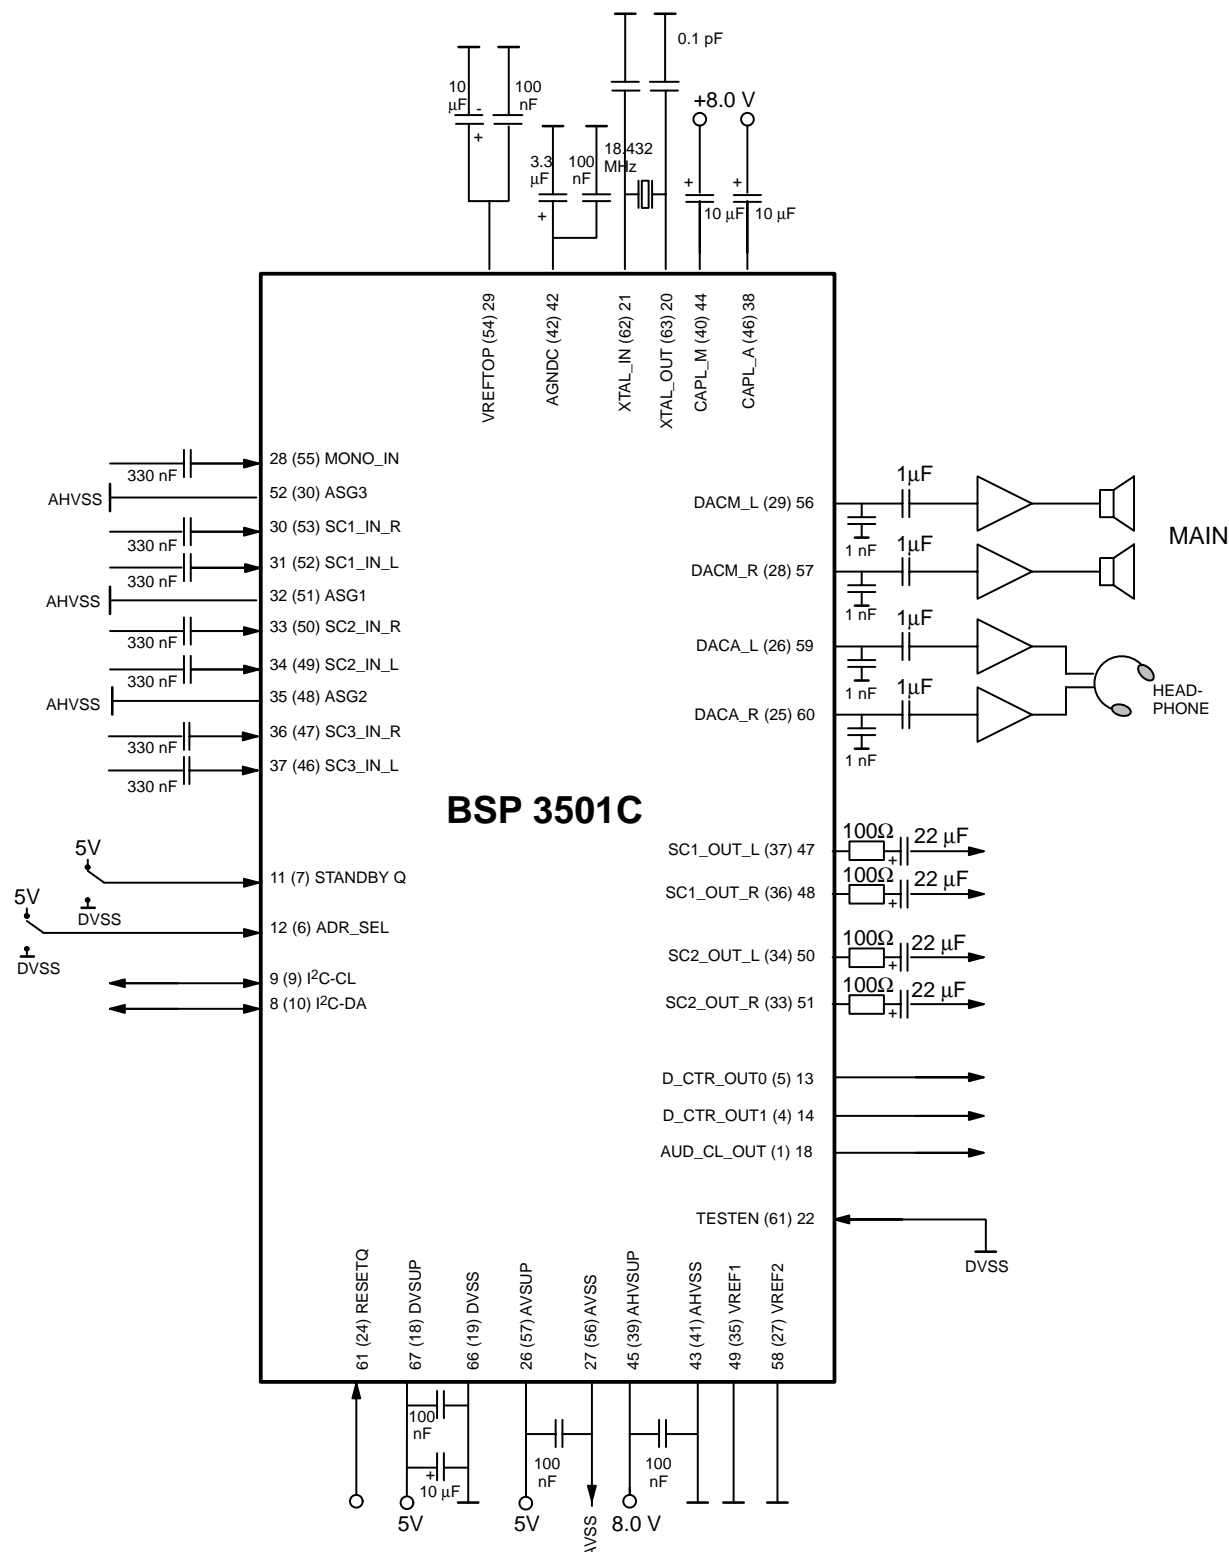 0.1 pF
10
µF
-
+
100
nF
+8.0 V
3.3
µF
+
100
nF
18.432
MHz
+
10 µF
+
10 µF
VREFTOP (54) 29
AGNDC (42) 42
XTAL_IN (62) 21
XTAL_OUT (63) 20
CAPL_M (40) 44
CAPL_A (46) 38
330 nF
28 (55) MONO_IN
AHVSS
52 (30) ASG3
330 nF
30 (53) SC1_IN_R
330 nF
31 (52) SC1_IN_L
AHVSS
32 (51) ASG1
330 nF
33 (50) SC2_IN_R
330 nF
34 (49) SC2_IN_L
AHVSS
35 (48) ASG2
330 nF
36 (47) SC3_IN_R
330 nF
37 (46) SC3_IN_L
5V
DVSS
11 (7) STANDBY Q
5V
DVSS
12 (6) ADR_SEL
9 (9) I²C-CL
8 (10) I²C-DA
BSP 3501C
DACM_L (29) 56
1µF
1 nF
DACM_R (28) 57
1µF
1 nF
MAIN
DACA_L (26) 59
1µF
1 nF
DACA_R (25) 60
1µF
1 nF
HEAD-
PHONE
SC1_OUT_L (37) 47
100Ω
+
22 µF
SC1_OUT_R (36) 48
100Ω
+
22 µF
SC2_OUT_L (34) 50
100Ω
+
22 µF
SC2_OUT_R (33) 51
100Ω
+
22 µF
D_CTR_OUT0 (5) 13
D_CTR_OUT1 (4) 14
AUD_CL_OUT (1) 18
TESTEN (61) 22
DVSS
61 (24) RESETQ
67 (18) DVSUP
66 (19) DVSS
26 (57) AVSUP
27 (56) AVSS
45 (39) AHVSUP
43 (41) AHVSS
49 (35) VREF1
58 (27) VREF2
100
nF
+
10 µF
100
nF
100
nF
5V
5V
AVSS
8.0 V